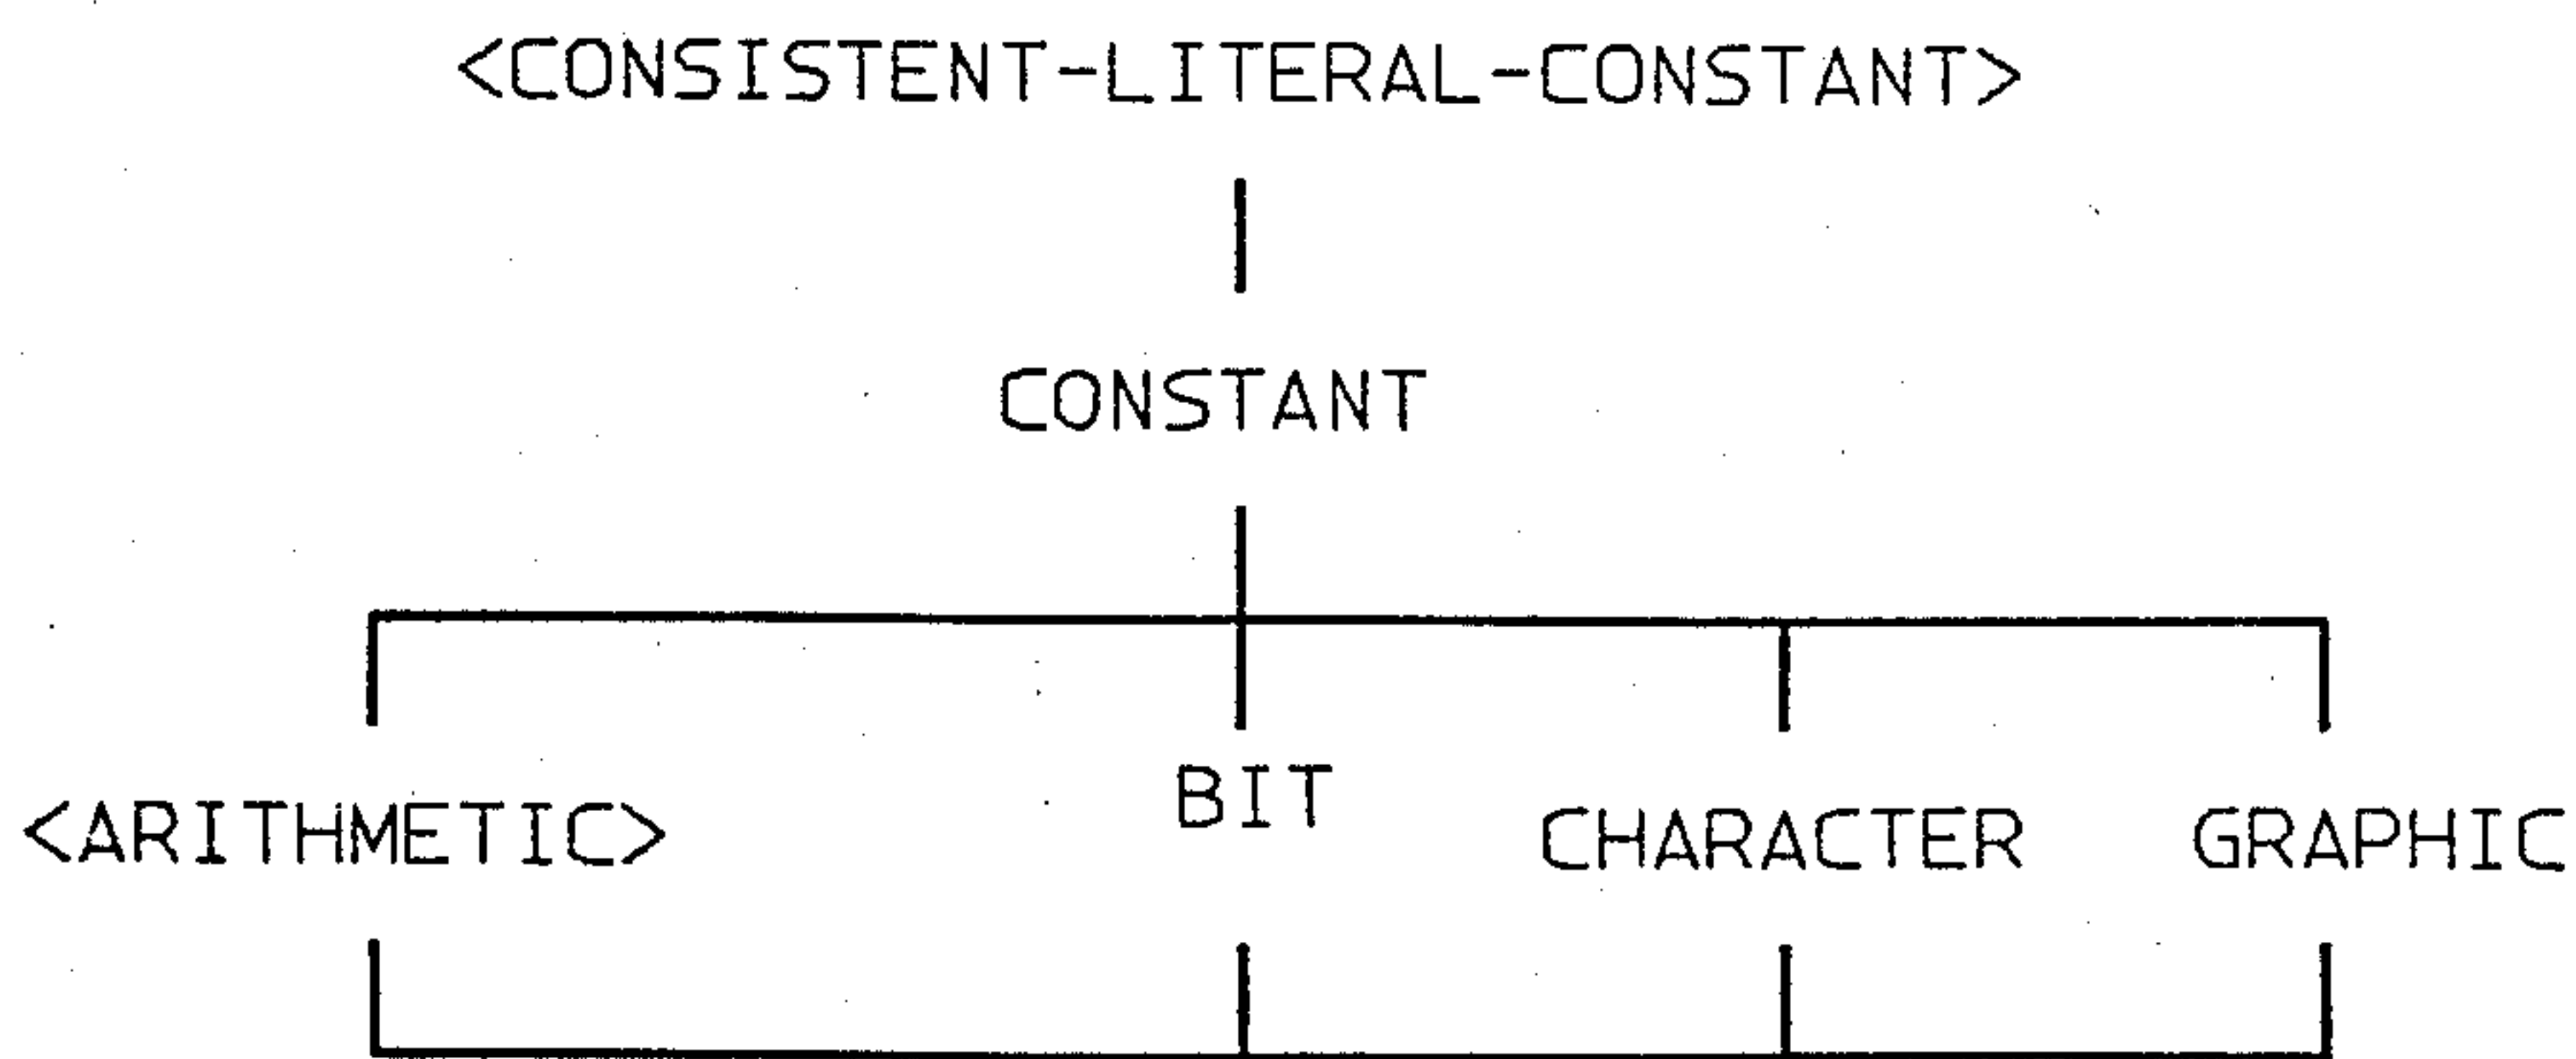 <CONSISTENT-LITERAL-CONSTANT>
CONSTANT
<ARITHMETIC> BIT CHARACTER GRAPHIC